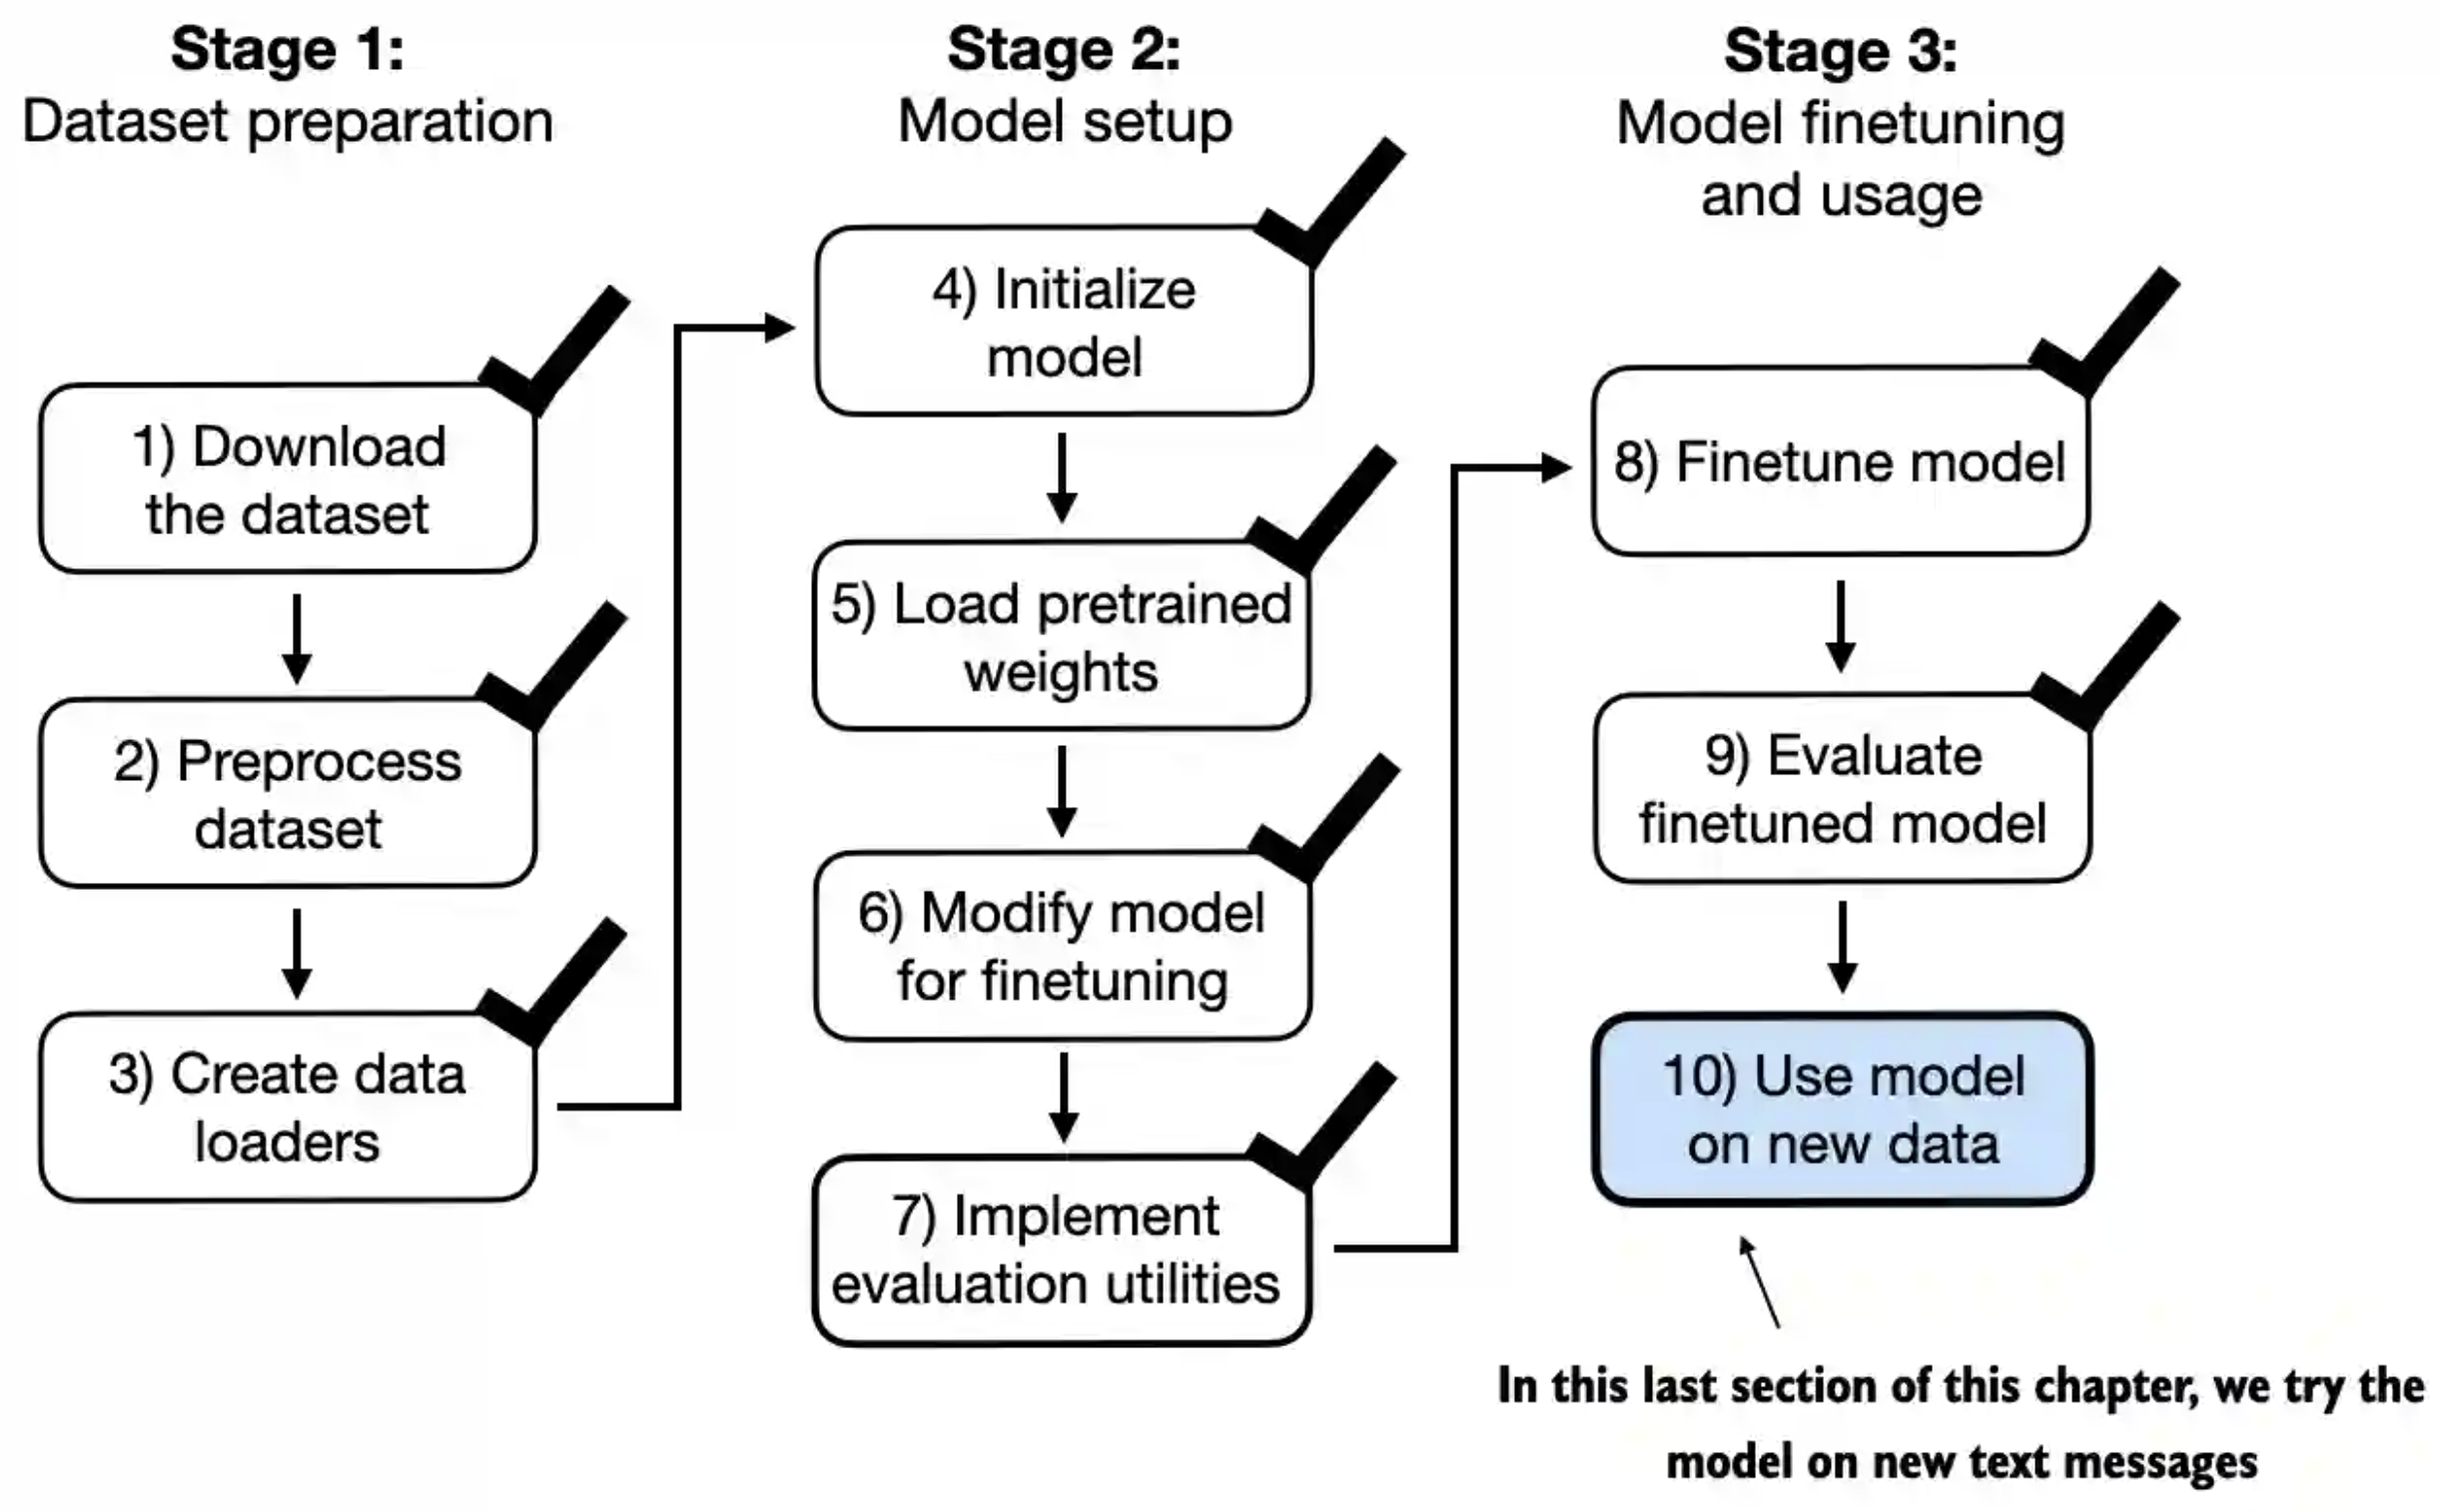 Stage 1:
Dataset preparation
1) Download
the dataset
2) Preprocess
dataset
3) Create data
loaders
Stage 2:
Model setup
4) Initialize
model
5) Load pretrained
weights
6) Modify model
for finetuning
7) Implement
evaluation utilities
Stage 3:
Model finetuning
and usage
8) Finetune model
9) Evaluate
finetuned model
10) Use model
on new data
In this last section of this chapter, we try the
model on new text messages